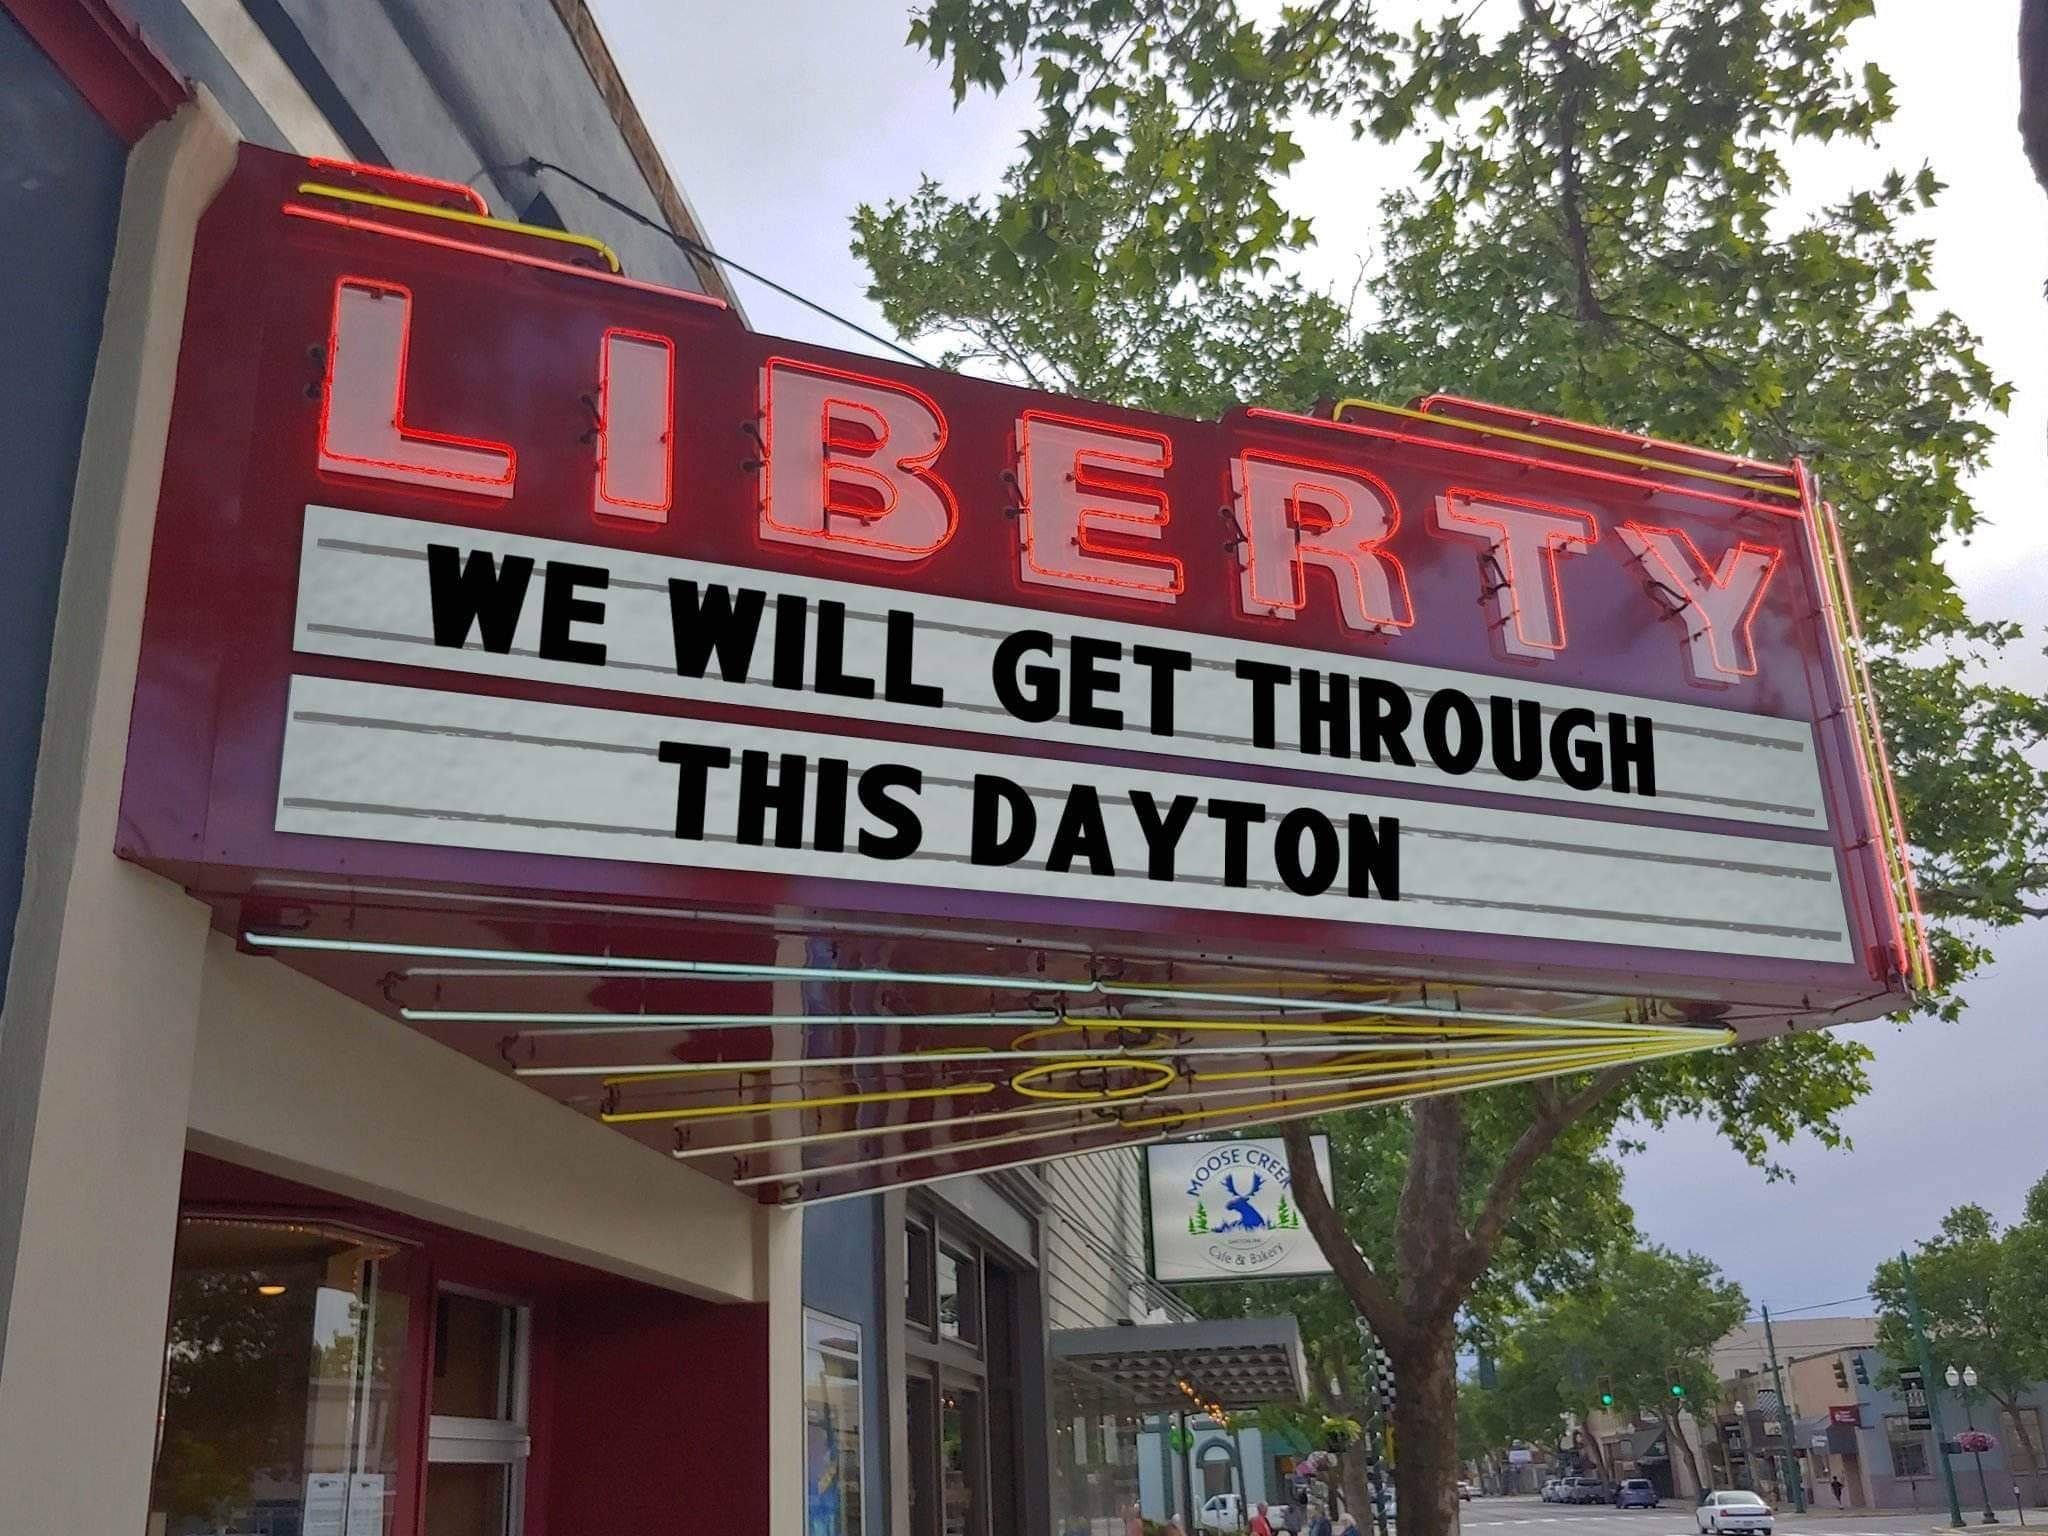 LIBERTY
WE WILL GET THROUGH
THIS DAYTON
MOOSE CREEK
Cafe & Bakery